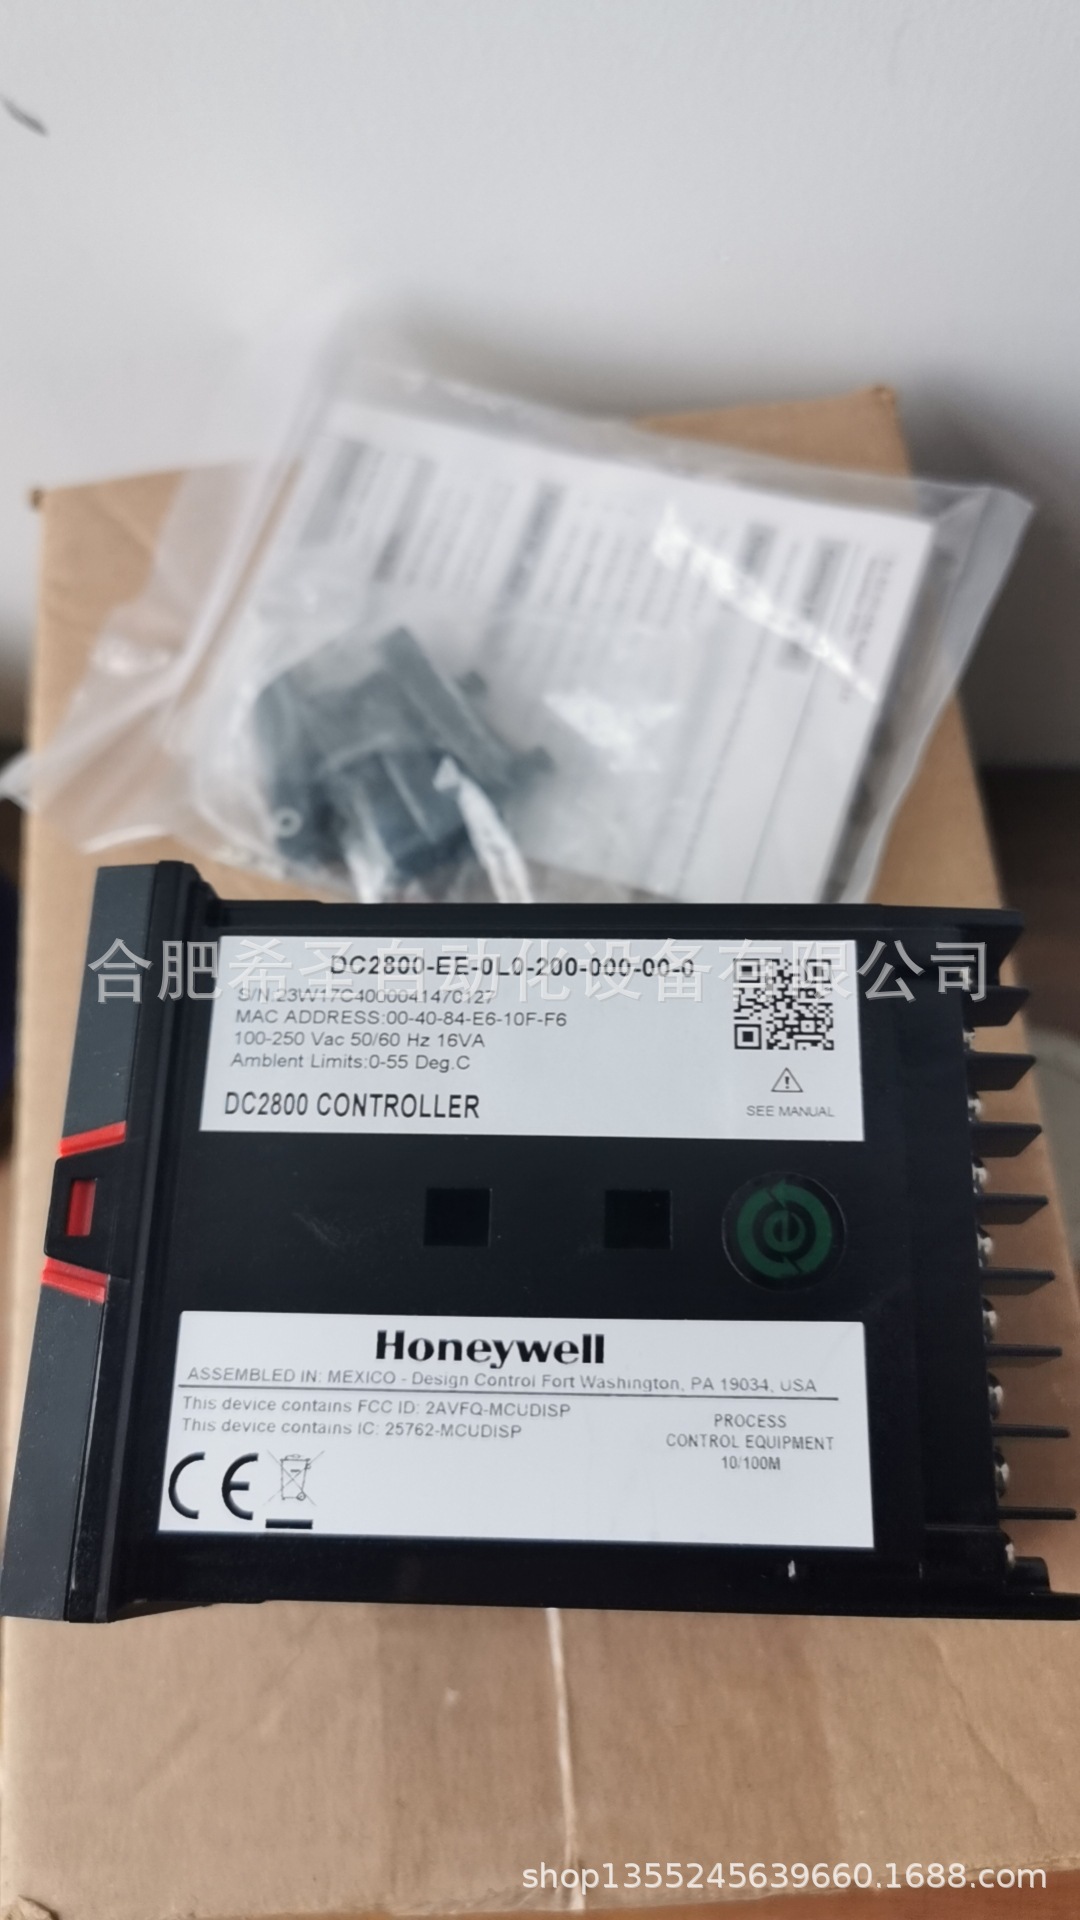 合肥希圣自动化设备有限公司
DC2800-EE-0L0-200-000-00-0
S/N:23W17C4000041470127
MAC ADDRESS:00-40-84-E6-10F-F6
100-250 Vac 50/60 Hz 16VA
Ambient Limits:0-55 Deg.C
DC2800 CONTROLLER
SEE MANUAL
Honeywell
ASSEMBLED IN: MEXICO - Design Control Fort Washington, PA 19034, USA
This device contains FCC ID: 2AVFQ-MCUDISP
This device contains IC: 25762-MCUDISP
PROCESS
CONTROL EQUIPMENT
10/100M
CE
shop1355245639660.1688.com